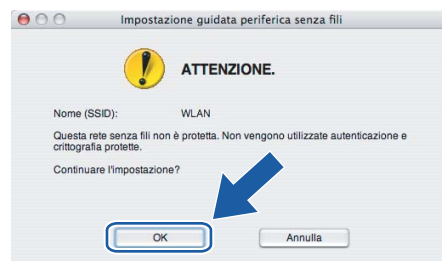 Impostazione guidata periferica senza fili
ATTENZIONE.
Nome (SSID): WLAN
Questa rete senza fili non è protetta. Non vengono utilizzate autenticazione e
crittografia protette.
Continuare l'impostazione?
OK Annulla